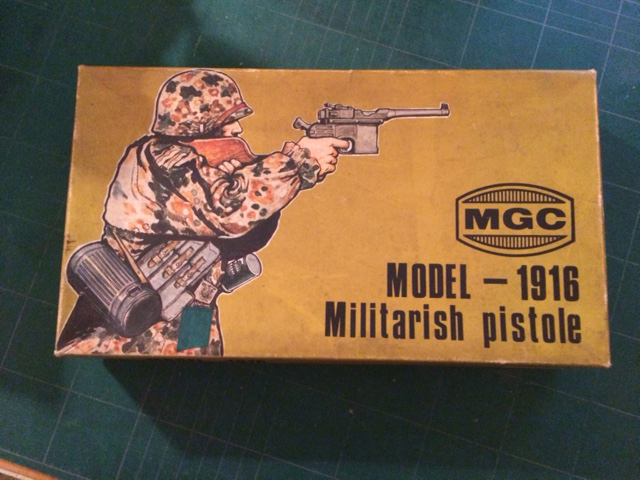 MGC
MODEL — 1916
Militarish pistole